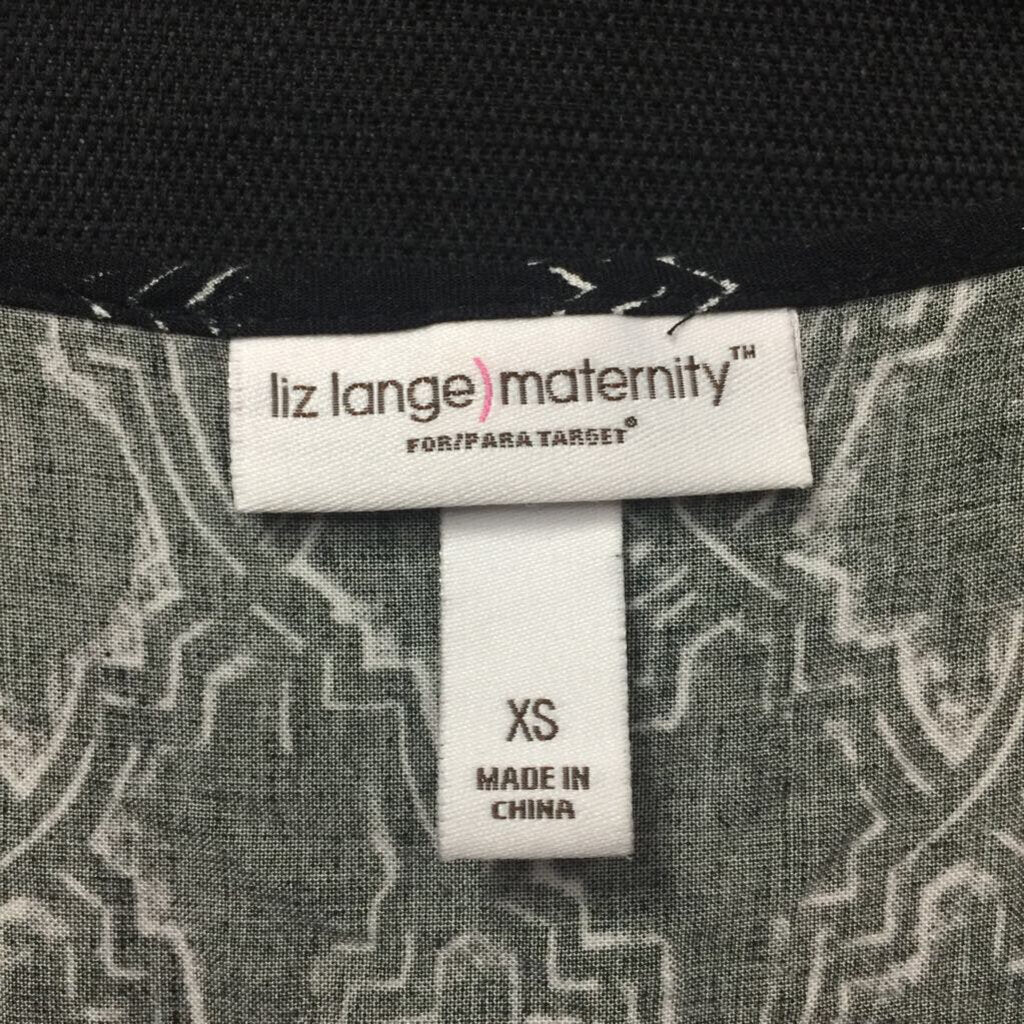 liz lange)maternity™
FOR/PARA TARGET®
XS
MADE IN
CHINA